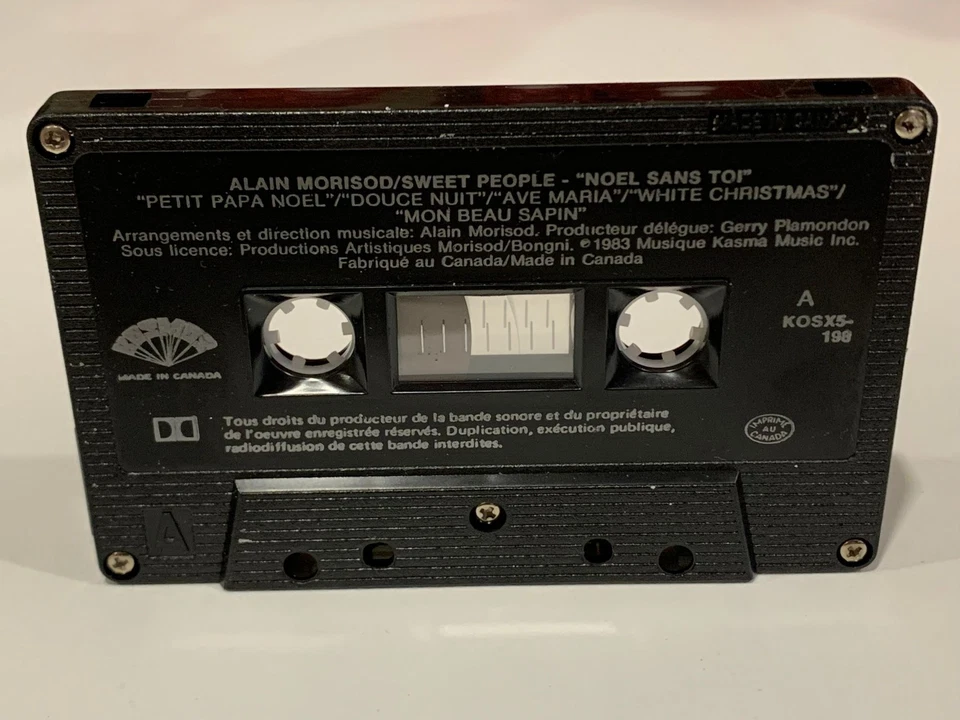 ALAIN MORISOD/SWEET PEOPLE - "NOEL SANS TOI"
"PETIT PAPA NOEL"/"DOUCE NUIT"/"AVE MARIA"/"WHITE CHRISTMAS"/
"MON BEAU SAPIN"
Arrangements et direction musicale: Alain Morisod. Producteur délégue: Gerry Plamondon
Sous licence: Productions Artistiques Morisod/Bongni. ℗1983 Musique Kasma Music Inc.
Fabriqué au Canada/Made in Canada
A
KOSX5-
198
KOSMOS
MADE IN CANADA
Tous droits du producteur de la bande sonore et du propriétaire
de l'oeuvre enregistrée réservés. Duplication, exécution publique,
radiodiffusion de cette bande interdites.
IMPRIMÉ
AU
CANADA
A